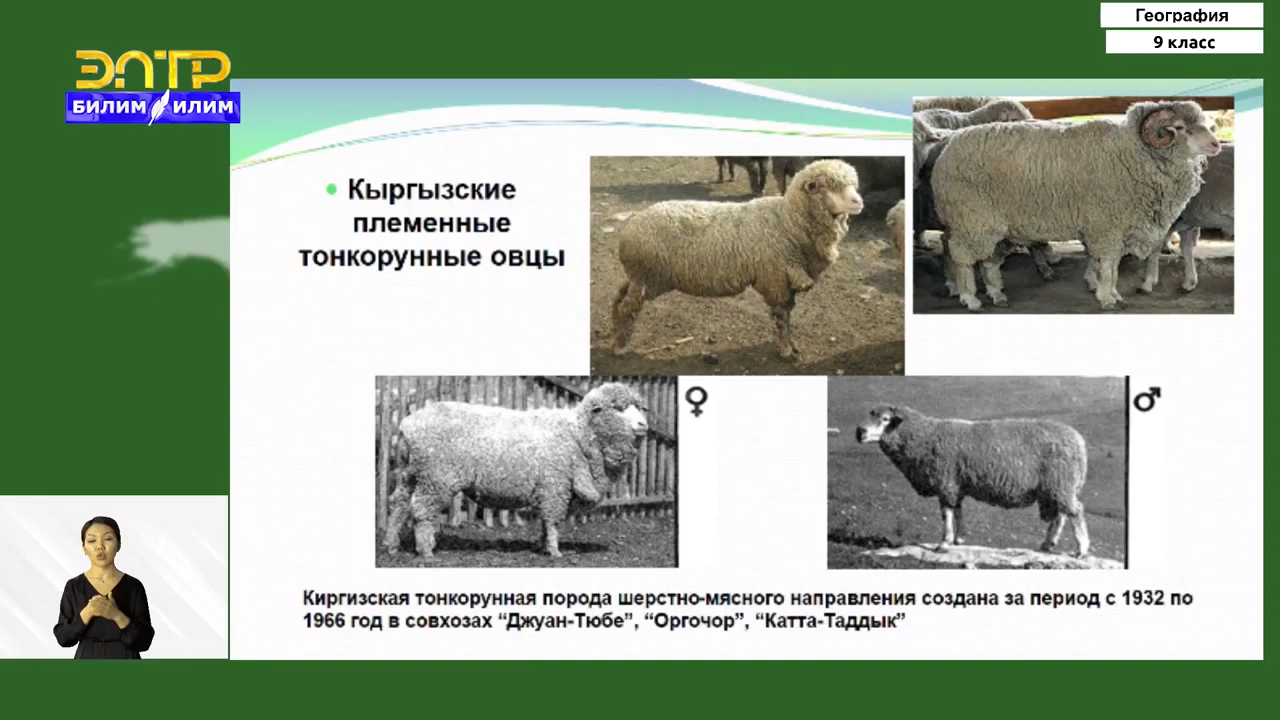 География
9 класс
ЭЛТР
БИЛИМ ИЛИМ
• Кыргызские
племенные
тонкорунные овцы
♀
♂
Киргизская тонкорунная порода шерстно-мясного направления создана за период с 1932 по
1966 год в совхозах “Джуан-Тюбе”, “Оргочор”, “Катта-Таддык”